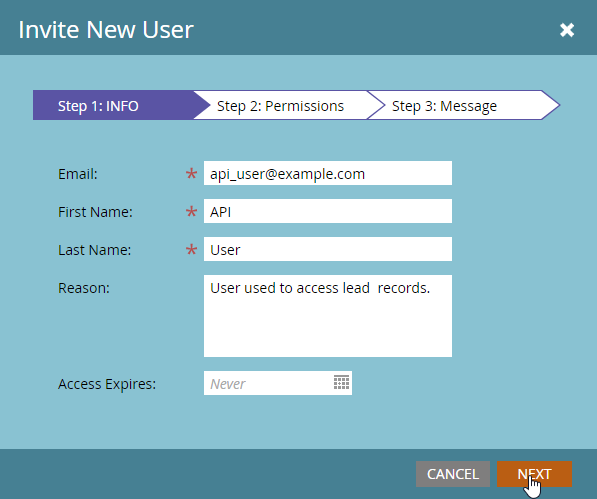 Invite New User
Step 1: INFO
Step 2: Permissions
Step 3: Message
Email: * api_user@example.com
First Name: * API
Last Name: * User
Reason: User used to access lead  records.
Access Expires: Never
CANCEL
NEXT